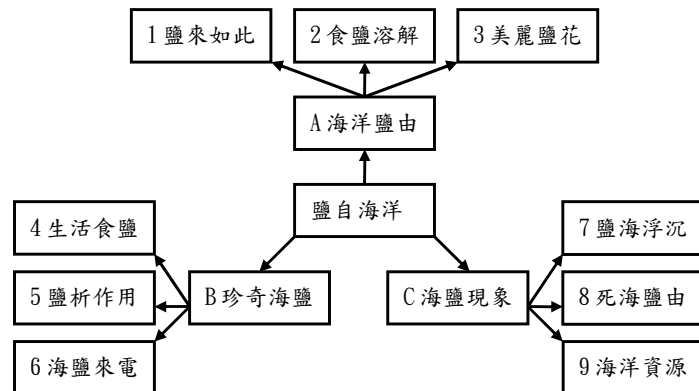 1鹽來如此
2食鹽溶解
3美麗鹽花
A海洋鹽由
鹽自海洋
4生活食鹽
5鹽析作用
6海鹽來電
B珍奇海鹽
C海鹽現象
7鹽海浮沉
8死海鹽由
9海洋資源